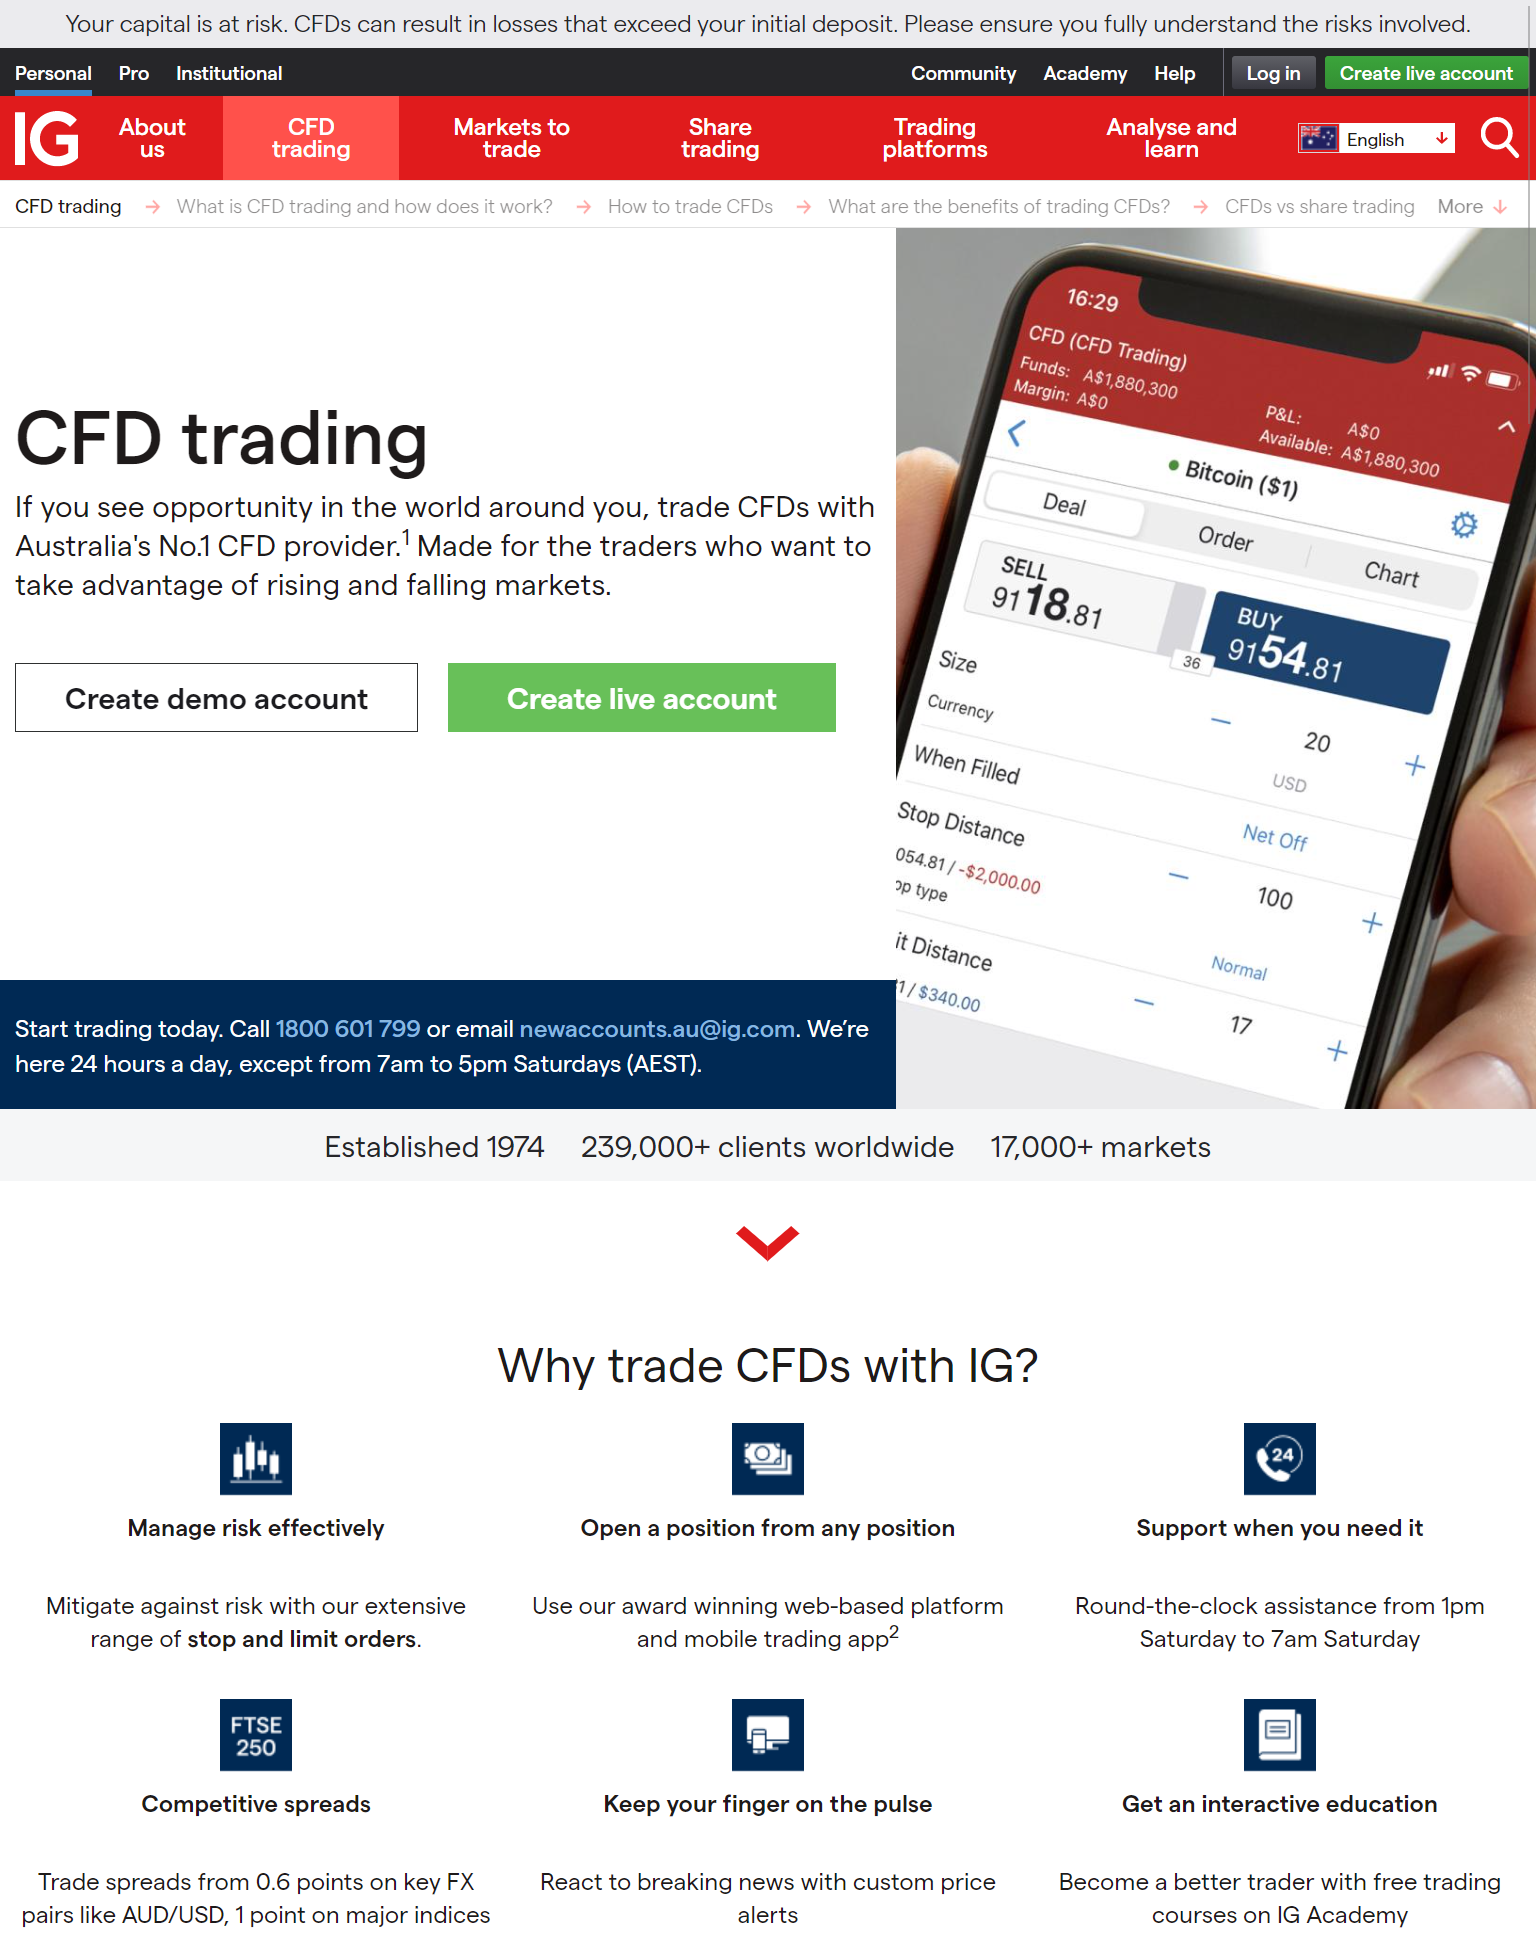 Your capital is at risk. CFDs can result in losses that exceed your initial deposit. Please ensure you fully understand the risks involved.
Personal Pro Institutional Community Academy Help Log in Create live account
IG
About us
CFD trading
Markets to trade
Share trading
Trading platforms
Analyse and learn
English
CFD trading → What is CFD trading and how does it work? → How to trade CFDs → What are the benefits of trading CFDs? → CFDs vs share trading More ↓
CFD trading
If you see opportunity in the world around you, trade CFDs with
Australia's No.1 CFD provider.1 Made for the traders who want to
take advantage of rising and falling markets.
Create demo account Create live account
Start trading today. Call 1800 601 799 or email newaccounts.au@ig.com. We’re
here 24 hours a day, except from 7am to 5pm Saturdays (AEST).
16:29
CFD (CFD Trading)
Funds: A$1,880,300
Margin: A$0
P&L: A$0
Available: A$1,880,300
Bitcoin ($1)
Deal Order Chart
SELL
9118.81
36
BUY
9154.81
Size 20
Currency USD
When Filled Net Off
Stop Distance 100
054.81 / -$2,000.00
op type Normal
it Distance 17
1 / $340.00
Established 1974 239,000+ clients worldwide 17,000+ markets
Why trade CFDs with IG?
24
Manage risk effectively
Open a position from any position
Support when you need it
Mitigate against risk with our extensive
range of stop and limit orders.
Use our award winning web-based platform
and mobile trading app2
Round-the-clock assistance from 1pm
Saturday to 7am Saturday
FTSE
250
Competitive spreads
Keep your finger on the pulse
Get an interactive education
Trade spreads from 0.6 points on key FX
pairs like AUD/USD, 1 point on major indices
React to breaking news with custom price
alerts
Become a better trader with free trading
courses on IG Academy